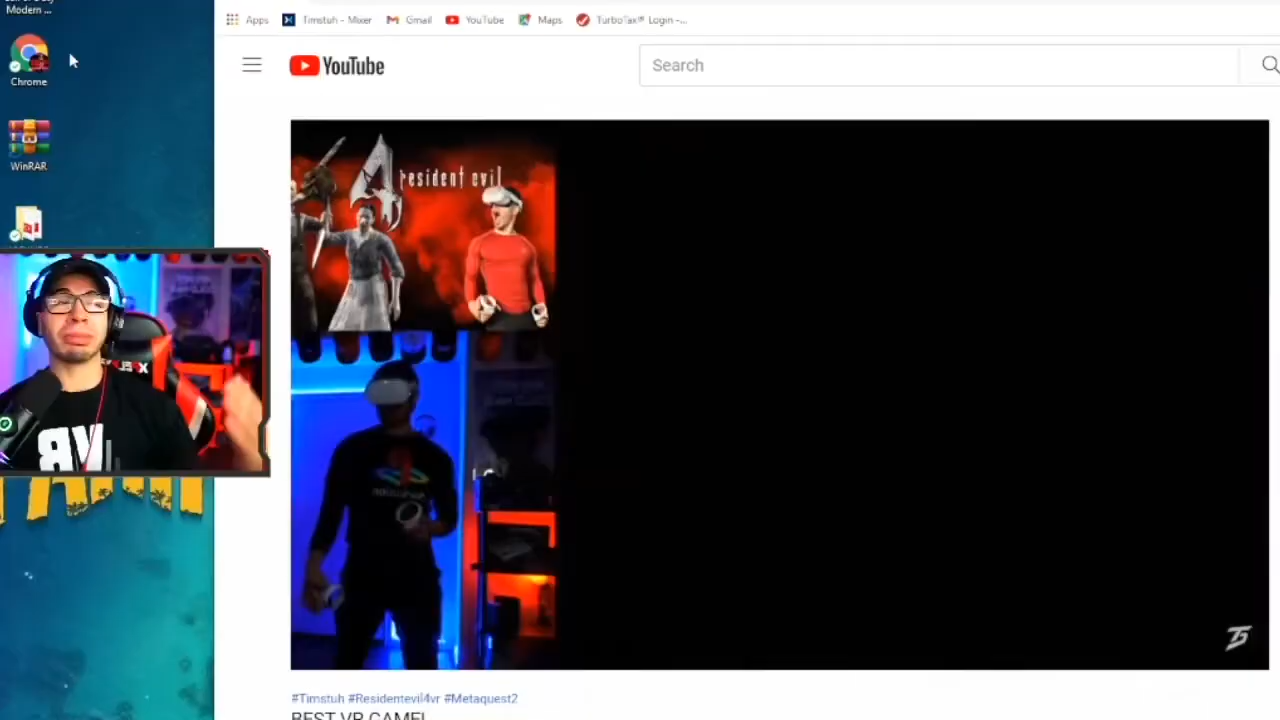 Modern ...
Chrome
WinRAR
Apps
Timstuh - Mixer
Gmail
YouTube
Maps
TurboTax® Login -...
YouTube
Search
4
resident evil
#Timstuh #Residentevil4vr #Metaquest2
BEST VR GAME!